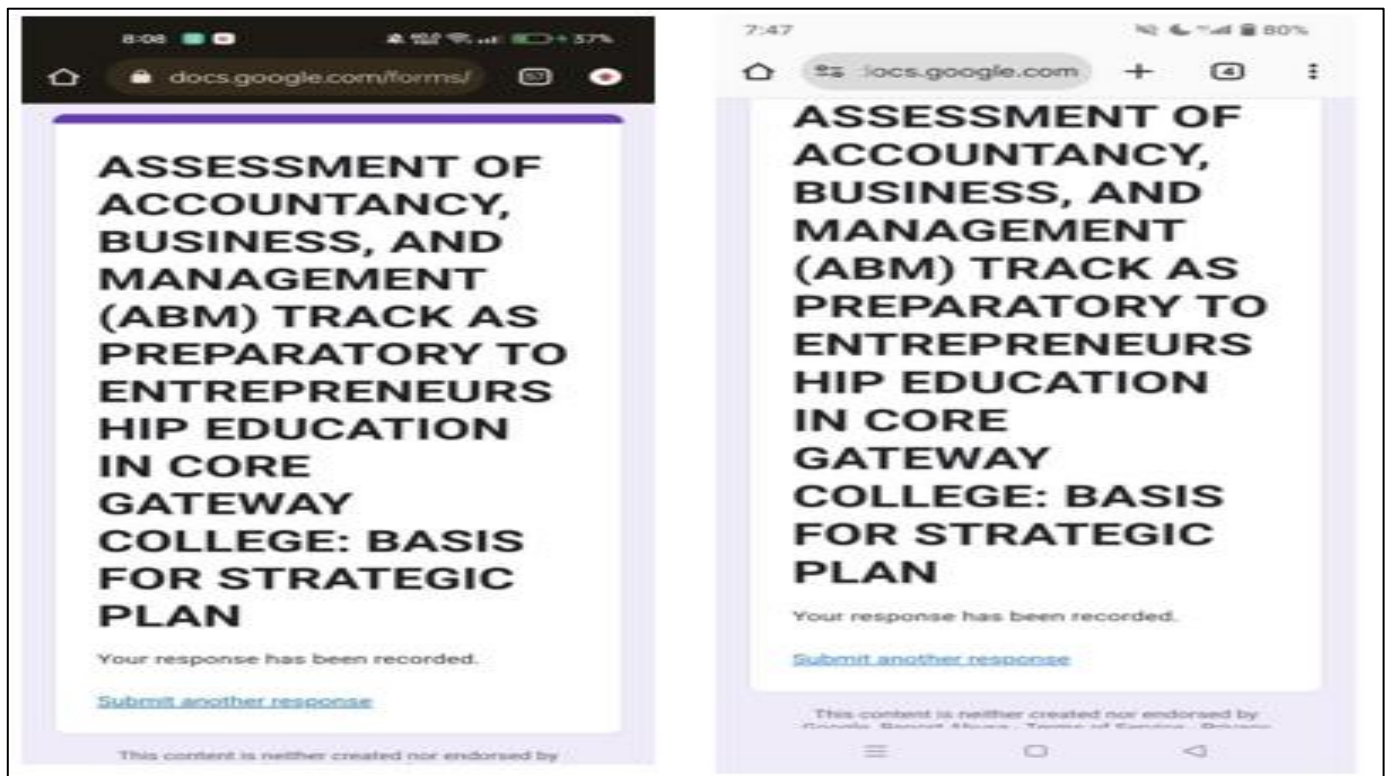 8:08
37%
docs.google.com/forms/
57
ASSESSMENT OF
ACCOUNTANCY,
BUSINESS, AND
MANAGEMENT
(ABM) TRACK AS
PREPARATORY TO
ENTREPRENEURS
HIP EDUCATION
IN CORE
GATEWAY
COLLEGE: BASIS
FOR STRATEGIC
PLAN
Your response has been recorded.
Submit another response
This content is neither created nor endorsed by
7:47
80%
docs.google.com
4
ASSESSMENT OF
ACCOUNTANCY,
BUSINESS, AND
MANAGEMENT
(ABM) TRACK AS
PREPARATORY TO
ENTREPRENEURS
HIP EDUCATION
IN CORE
GATEWAY
COLLEGE: BASIS
FOR STRATEGIC
PLAN
Your response has been recorded.
Submit another response
This content is neither created nor endorsed by